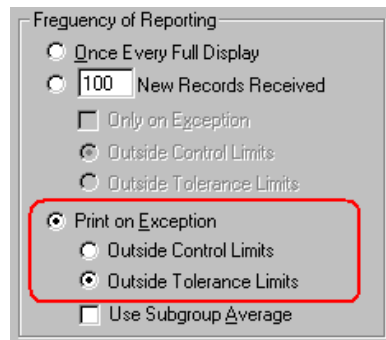 Freguency of Reporting
Once Every Full Display
100 New Records Received
Only on Exception
Outside Control Limits
Outside Tolerance Limits
Print on Exception
Outside Control Limits
Outside Tolerance Limits
Use Subgroup Average